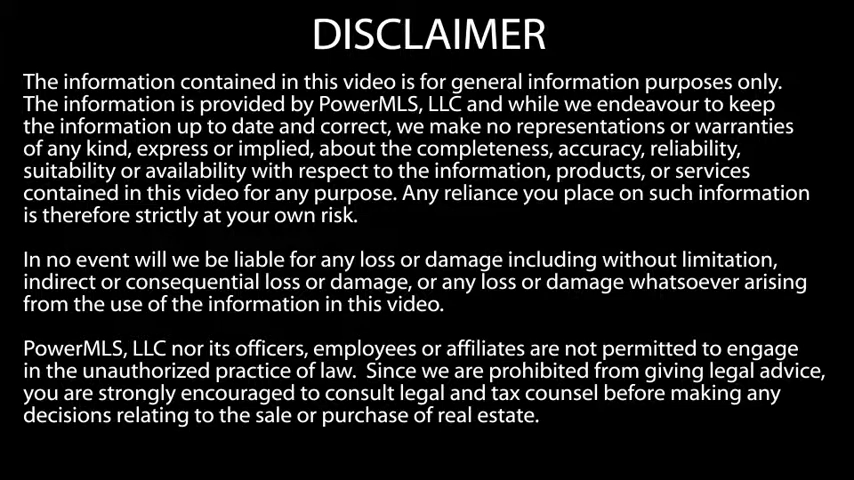 DISCLAIMER
The information contained in this video is for general information purposes only.
The information is provided by PowerMLS, LLC and while we endeavour to keep
the information up to date and correct, we make no representations or warranties
of any kind, express or implied, about the completeness, accuracy, reliability,
suitability or availability with respect to the information, products, or services
contained in this video for any purpose. Any reliance you place on such information
is therefore strictly at your own risk.
In no event will we be liable for any loss or damage including without limitation,
indirect or consequential loss or damage, or any loss or damage whatsoever arising
from the use of the information in this video.
PowerMLS, LLC nor its officers, employees or affiliates are not permitted to engage
in the unauthorized practice of law.  Since we are prohibited from giving legal advice,
you are strongly encouraged to consult legal and tax counsel before making any
decisions relating to the sale or purchase of real estate.